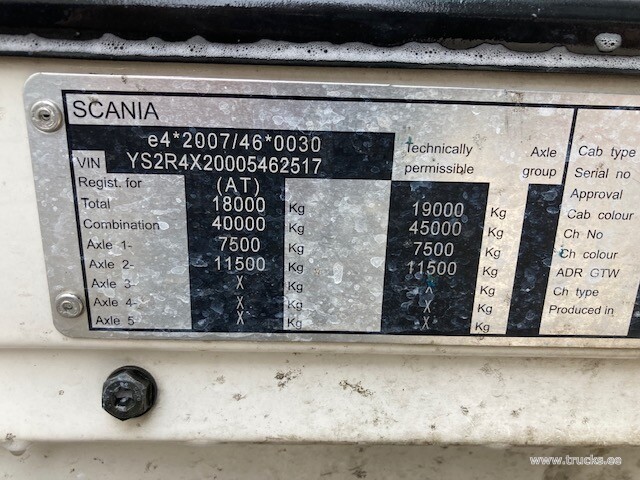 SCANIA
e4*2007/46*0030
VIN YS2R4X20005462517
Technically permissible
Axle group
Regist. for (AT)
Total 18000 Kg 19000 Kg
Combination 40000 Kg 45000 Kg
Axle 1- 7500 Kg 7500 Kg
Axle 2- 11500 Kg 11500 Kg
Axle 3 X Kg X Kg
Axle 4- X Kg X Kg
Axle 5 X Kg X Kg
Cab type
Serial no
Approval
Cab colour
Ch No
Ch colour
ADR GTW
Ch type
Produced in
www.trucks.ee